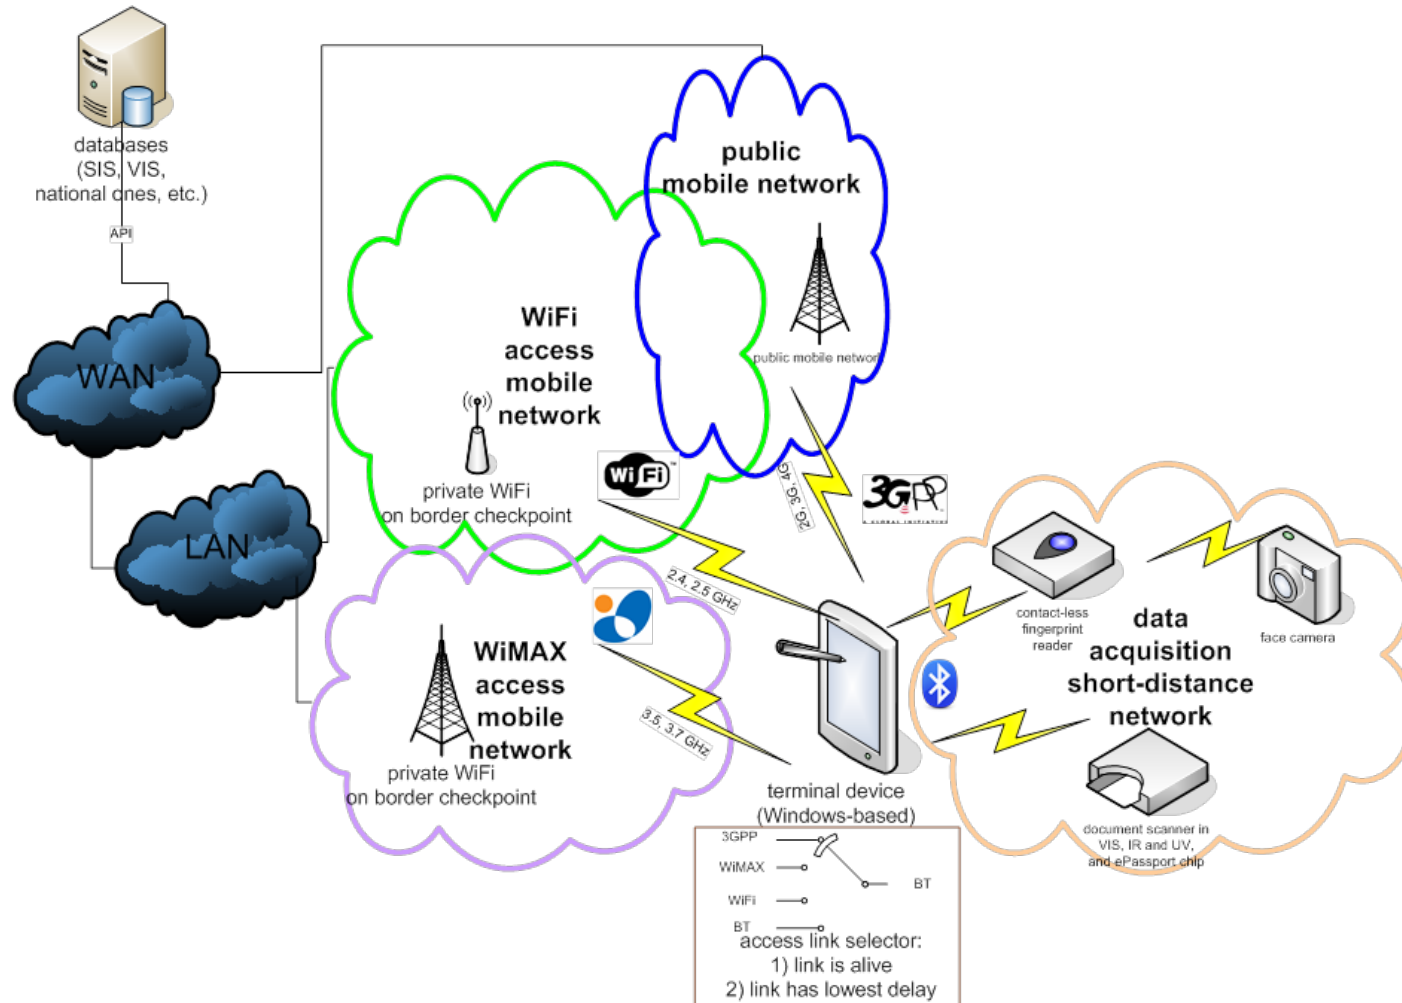 databases
(SIS, VIS,
national ones, etc.)
API
WAN
LAN
public
mobile network
public mobile network
WiFi
access
mobile
network
private WiFi
on border checkpoint
WiFi
™
2G, 3G, 4G
3GPP
A GLOBAL INITIATIVE
2.4, 2.5 GHz
WiMAX
access
mobile
network
private WiFi
on border checkpoint
3.5, 3.7 GHz
contact-less
fingerprint
reader
face camera
data
acquisition
short-distance
network
document scanner in
VIS, IR and UV,
and ePassport chip
terminal device
(Windows-based)
3GPP
WiMAX
WiFi
BT
BT
access link selector:
1) link is alive
2) link has lowest delay